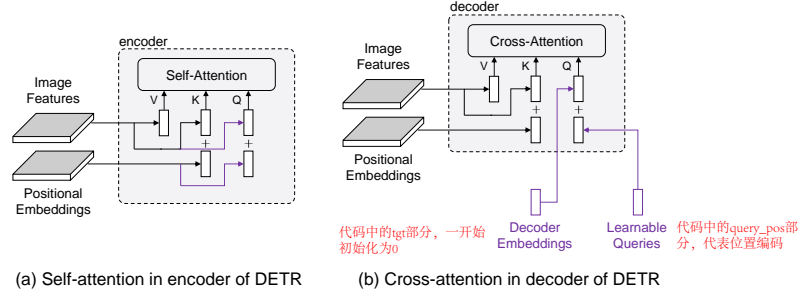 encoder
Self-Attention
V
K
Q
Image
Features
+
+
Positional
Embeddings
(a) Self-attention in encoder of DETR
decoder
Cross-Attention
V
K
Q
Image
Features
+
+
Positional
Embeddings
代码中的tgt部分，一开始
初始化为0
Decoder
Embeddings
Learnable
Queries
代码中的query_pos部
分，代表位置编码
(b) Cross-attention in decoder of DETR